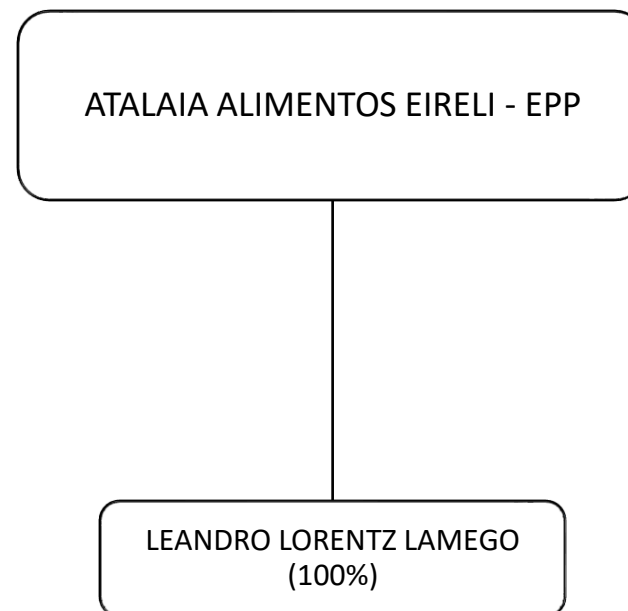 ATALAIA ALIMENTOS EIRELI - EPP
LEANDRO LORENTZ LAMEGO
(100%)